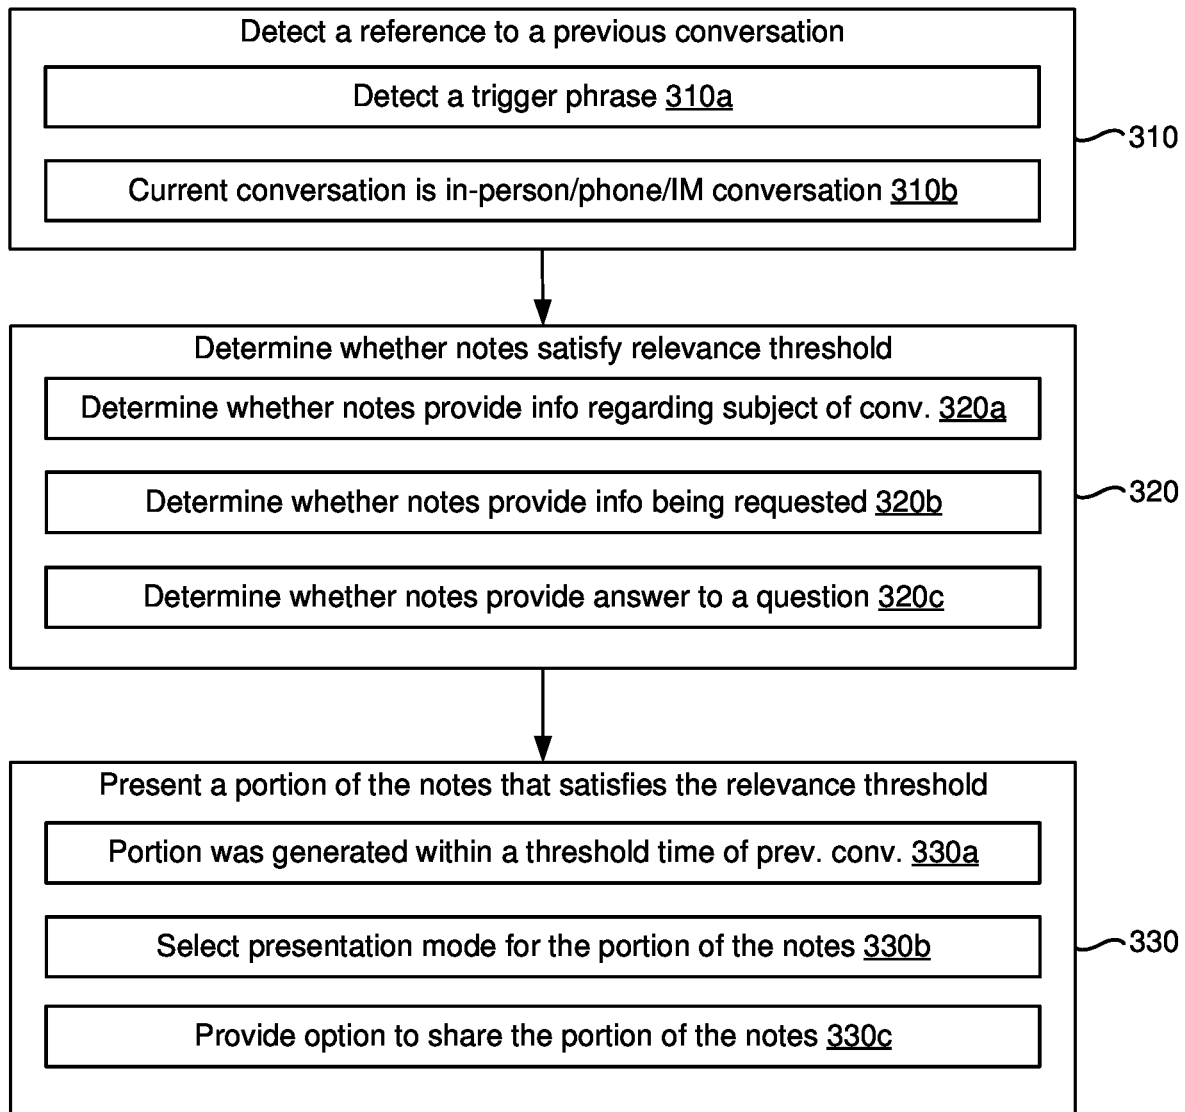 Detect a reference to a previous conversation
Detect a trigger phrase 310a
310
Current conversation is in-person/phone/IM conversation 310b
Determine whether notes satisfy relevance threshold
Determine whether notes provide info regarding subject of conv. 320a
Determine whether notes provide info being requested 320b
320
Determine whether notes provide answer to a question 320c
Present a portion of the notes that satisfies the relevance threshold
Portion was generated within a threshold time of prev. conv. 330a
Select presentation mode for the portion of the notes 330b
330
Provide option to share the portion of the notes 330c